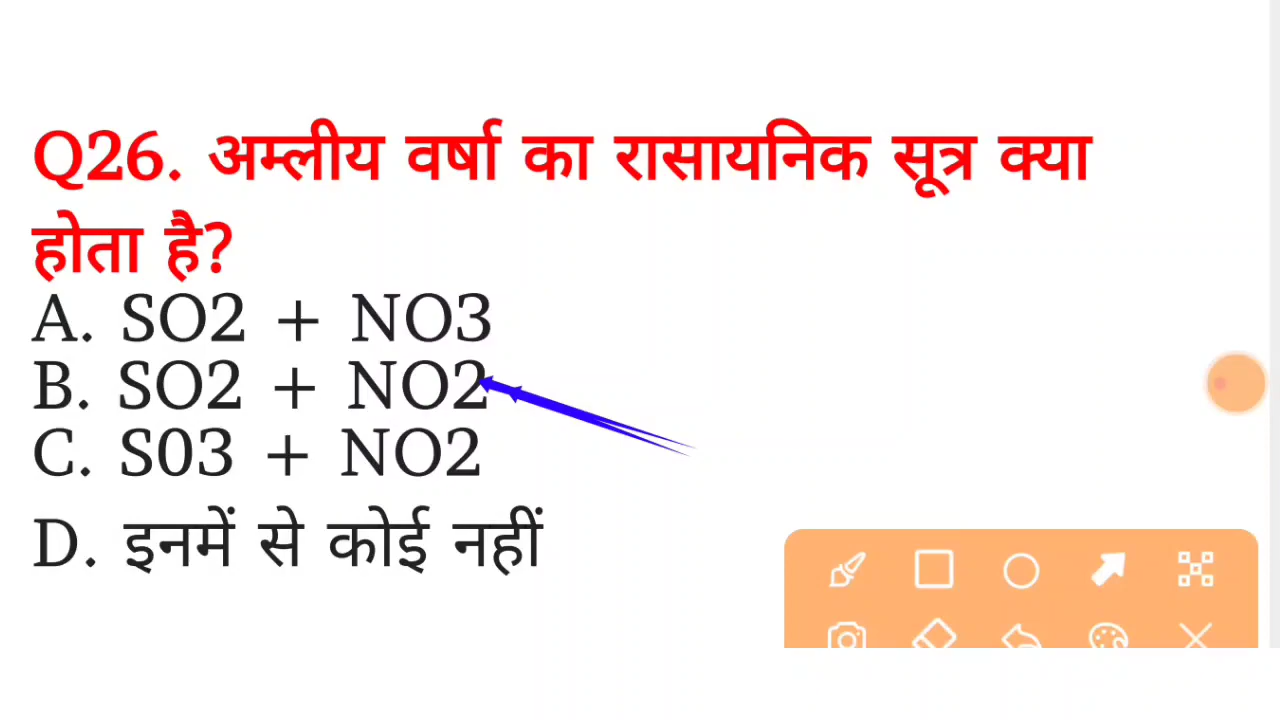 Q26. अम्लीय वर्षा का रासायनिक सूत्र क्या
होता है?
A. SO2 + NO3
B. SO2 + NO2
C. S03 + NO2
D. इनमें से कोई नहीं